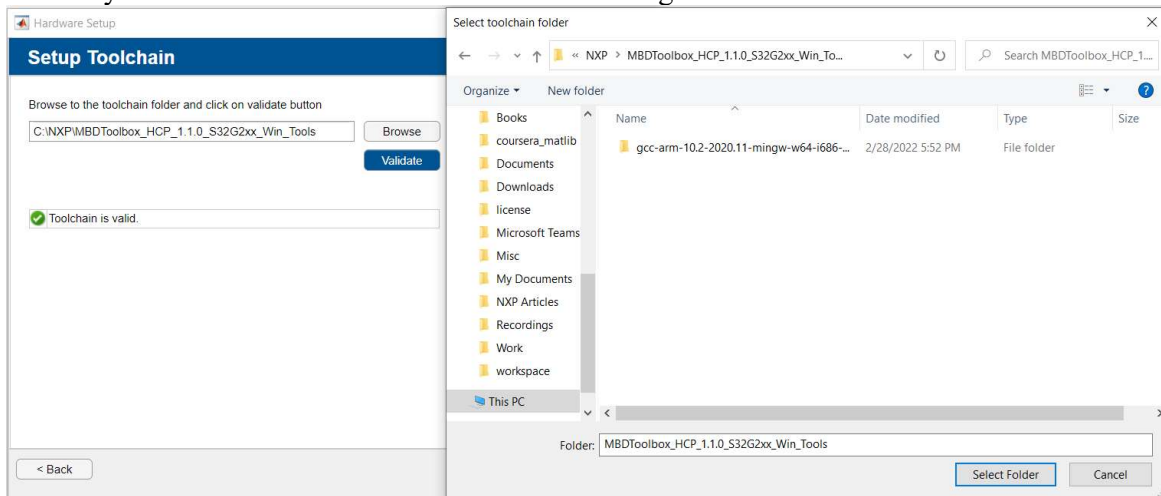 Hardware Setup
Setup Toolchain
Browse to the toolchain folder and click on validate button
C:\NXP\MBDToolbox_HCP_1.1.0_S32G2xx_Win_Tools
Browse
Validate
Toolchain is valid.
< Back
Select toolchain folder
« NXP > MBDToolbox_HCP_1.1.0_S32G2xx_Win_To...
Search MBDToolbox_HCP_1....
Organize
New folder
Name
Date modified
Type
Size
Books
coursera_matlib
Documents
Downloads
license
Microsoft Teams
Misc
My Documents
NXP Articles
Recordings
Work
workspace
This PC
gcc-arm-10.2-2020.11-mingw-w64-i686-... 2/28/2022 5:52 PM File folder
Folder: MBDToolbox_HCP_1.1.0_S32G2xx_Win_Tools
Select Folder
Cancel